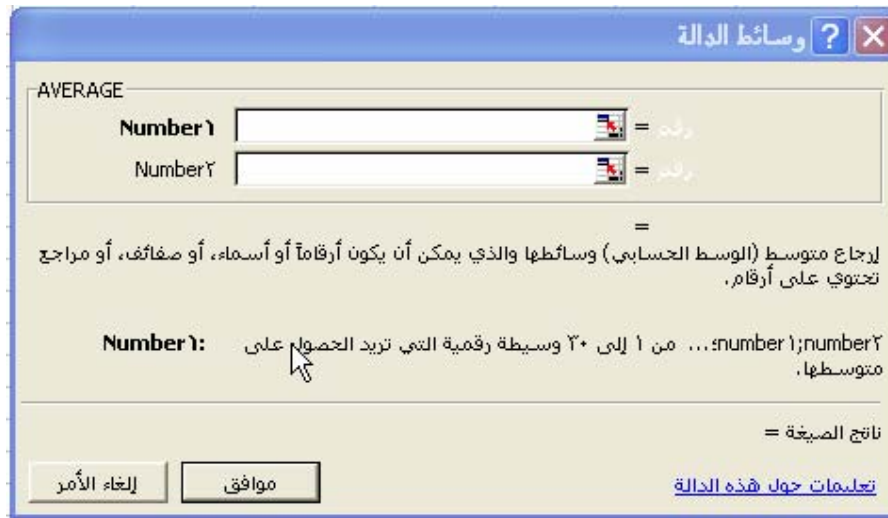 وسائط الدالة
AVERAGE
Number١ = رقم
Number٢ = رقم
=
إرجاع متوسط (الوسط الحسابي) وسائطها والذي يمكن أن يكون أرقاماً أو أسماء، أو صفائف، أو مراجع
تحتوي على أرقام.
Number١: number١;number٢;... من ١ إلى ٣٠ وسيطة رقمية التي تريد الحصول على
متوسطها.
ناتج الصيغة =
تعليمات حول هذه الدالة موافق إلغاء الأمر